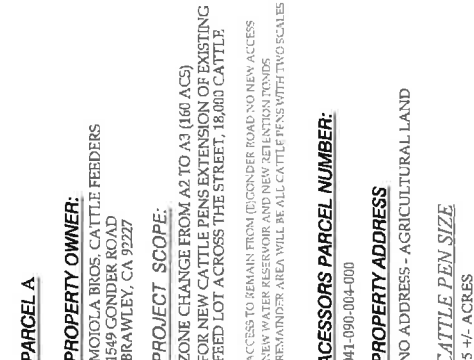 PARCEL A
PROPERTY OWNER:
MOIOLA BROS, CATTLE FEEDERS
1549 GONDER ROAD
BRAWLEY, CA 92227
PROJECT SCOPE:
ZONE CHANGE FROM A2 TO A3 (160 ACS)
FOR NEW CATTLE PENS EXTENSION OF EXISTING
FEED LOT ACROSS THE STREET, 18,000 CATTLE
ACCESS TO REMAIN FROM (E)GONDER ROAD NO NEW ACCESS
NEW WATER RESERVOIR AND NEW RETENTION PONDS
REMAINDER AREA WILL BE ALL CATTLE PENS WITH TWO SCALES
ACESSORS PARCEL NUMBER:
041-090-004-000
PROPERTY ADDRESS
NO ADDRESS - AGRICULTURAL LAND
CATTLE PEN SIZE
+/- ACRES